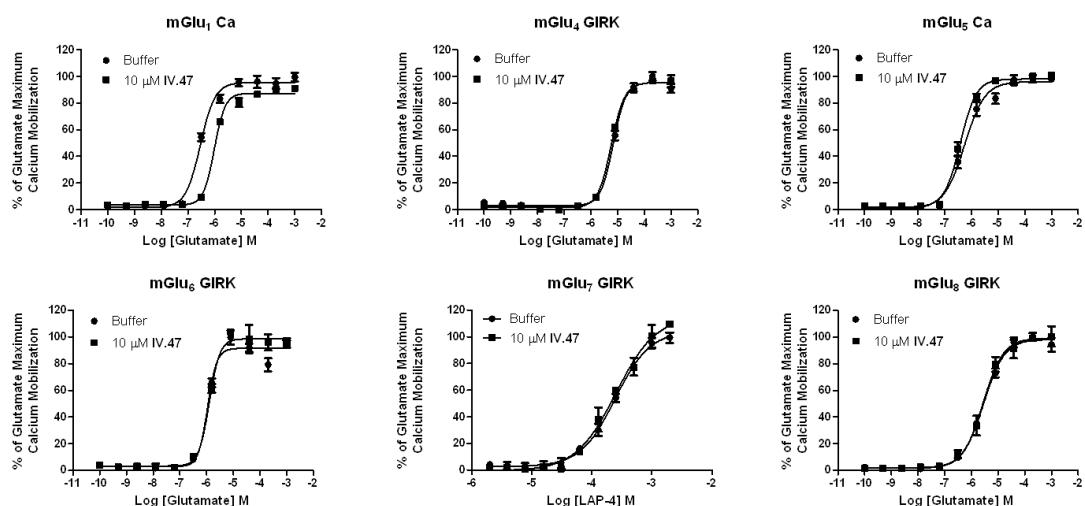 mGlu1 Ca
% of Glutamate Maximum
Calcium Mobilization
120
100
80
60
40
20
0
Buffer
10 µM IV.47
-11 -10 -9 -8 -7 -6 -5 -4 -3 -2
Log [Glutamate] M
mGlu4 GIRK
% of Glutamate Maximum
Calcium Mobilization
120
100
80
60
40
20
0
Buffer
10 µM IV.47
-11 -10 -9 -8 -7 -6 -5 -4 -3 -2
Log [Glutamate] M
mGlu5 Ca
% of Glutamate Maximum
Calcium Mobilization
120
100
80
60
40
20
0
Buffer
10 µM IV.47
-11 -10 -9 -8 -7 -6 -5 -4 -3 -2
Log [Glutamate] M
mGlu6 GIRK
% of Glutamate Maximum
Calcium Mobilization
120
100
80
60
40
20
0
Buffer
10 µM IV.47
-11 -10 -9 -8 -7 -6 -5 -4 -3 -2
Log [Glutamate] M
mGlu7 GIRK
% of Glutamate Maximum
Calcium Mobilization
120
100
80
60
40
20
0
Buffer
10 µM IV.47
-6 -5 -4 -3 -2
Log [LAP-4] M
mGlu8 GIRK
% of Glutamate Maximum
Calcium Mobilization
120
100
80
60
40
20
0
Buffer
10 µM IV.47
-11 -10 -9 -8 -7 -6 -5 -4 -3 -2
Log [Glutamate] M